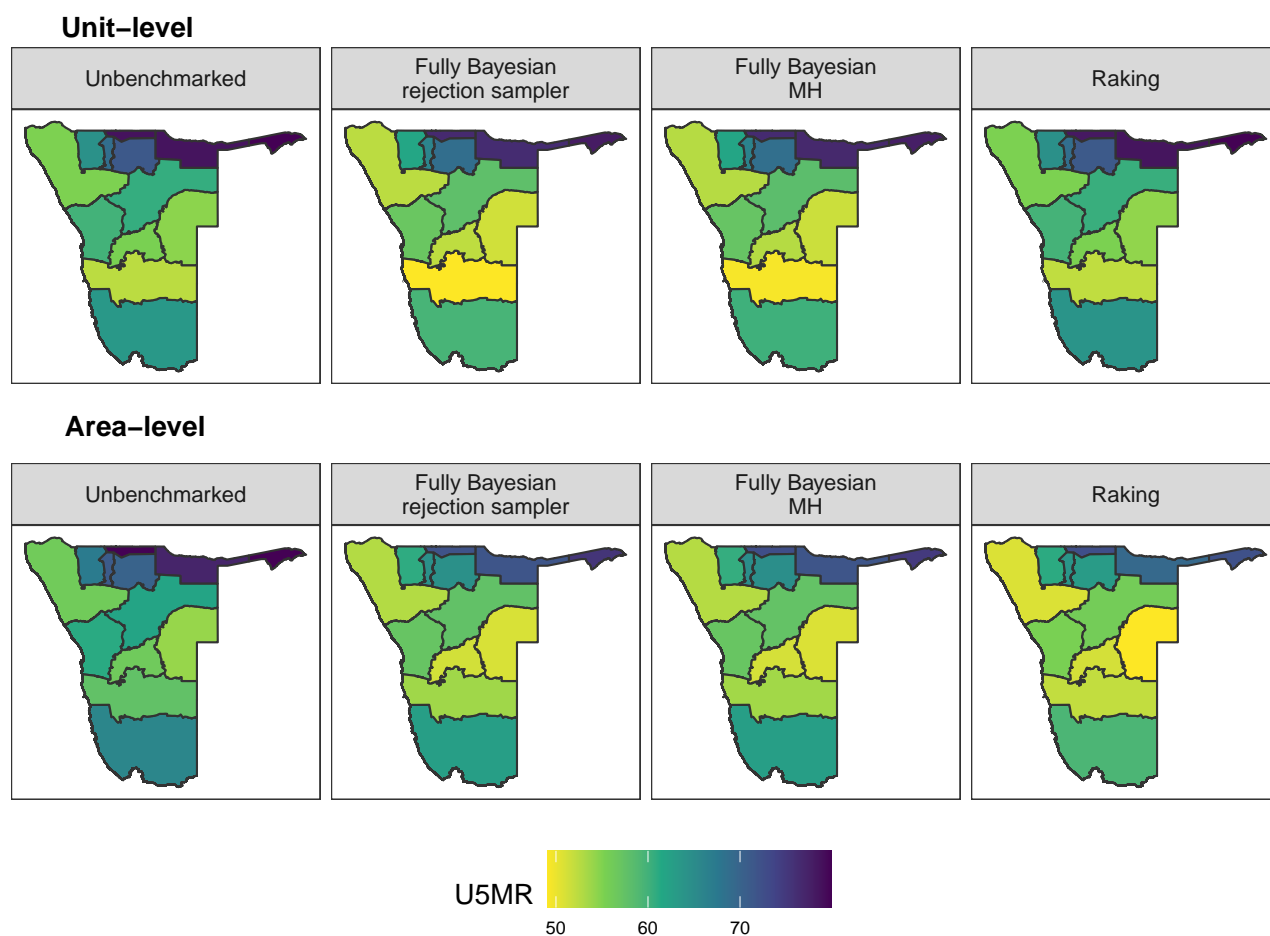 Unit−level
Unbenchmarked
Fully Bayesian
rejection sampler
Fully Bayesian
MH
Raking
Area−level
Unbenchmarked
Fully Bayesian
rejection sampler
Fully Bayesian
MH
Raking
U5MR
50 60 70